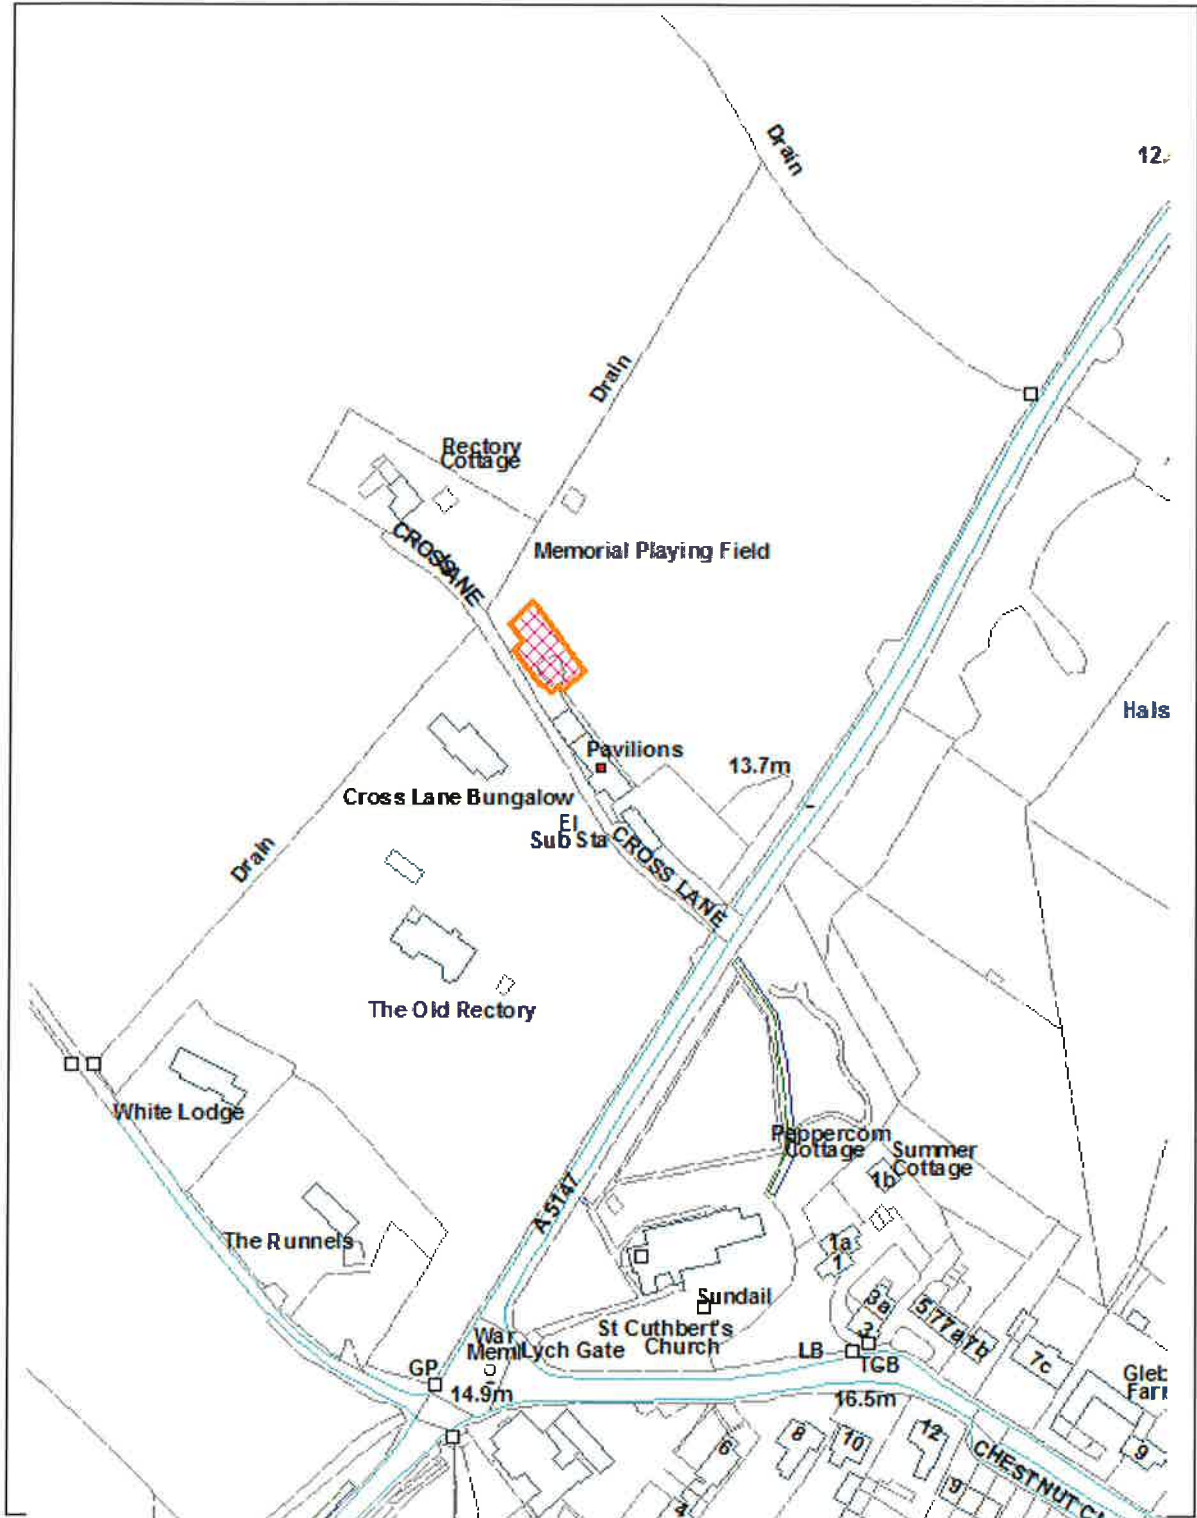 Drain
12.
Drain
Rectory
Cottage
CROSS LANE
Memorial Playing Field
Hals
Pavilions
13.7m
Cross Lane Bungalow
El
Sub Sta
CROSS LANE
Drain
The Old Rectory
White Lodge
Peppercorn
Cottage
Summer
Cottage
1b
A 5147
The Runnels
1a
1
Sundail
3a
3
5
7
7a
7b
7c
War
Meml
Lych Gate
St Cuthbert's
Church
LB
TCB
GP
14.9m
16.5m
Gleb
Farm
6
8
10
12
9
9
4
CHESTNUT